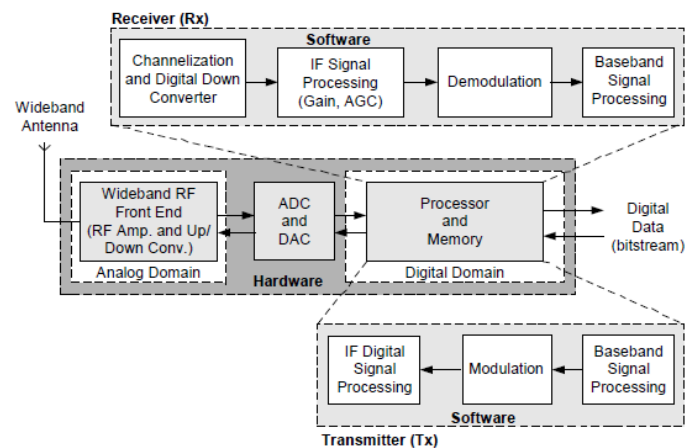 Receiver (Rx)
Software
Channelization
and Digital Down
Converter
IF Signal
Processing
(Gain, AGC)
Demodulation
Baseband
Signal
Processing
Wideband
Antenna
Wideband RF
Front End
(RF Amp. and Up/
Down Conv.)
Analog Domain
ADC
and
DAC
Hardware
Processor
and
Memory
Digital Domain
Digital
Data
(bitstream)
IF Digital
Signal
Processing
Modulation
Baseband
Signal
Processing
Software
Transmitter (Tx)